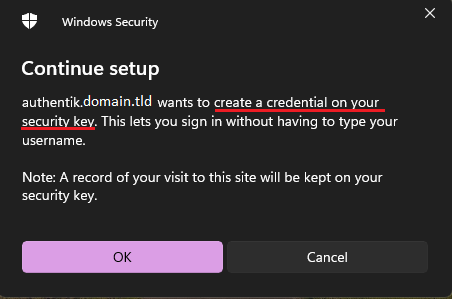 Windows Security
Continue setup
authentik.domain.tld wants to create a credential on your
security key. This lets you sign in without having to type your
username.
Note: A record of your visit to this site will be kept on your
security key.
OK
Cancel